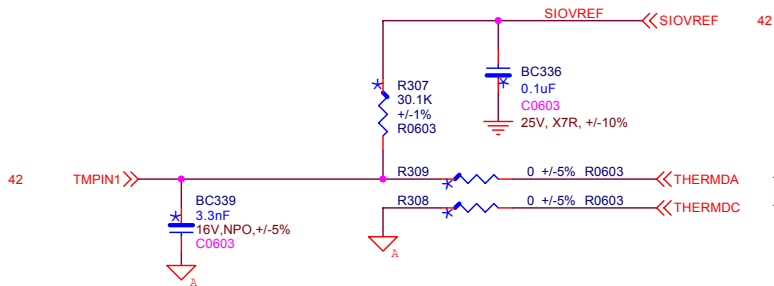 SIOVREF
SIOVREF 42
R307
30.1K
+/-1%
R0603
BC336
0.1uF
C0603
25V, X7R, +/-10%
42 TMPIN1
R309 0 +/-5% R0603 THERMDA
BC339
3.3nF
16V,NPO,+/-5%
C0603
R308 0 +/-5% R0603 THERMDC
A
A